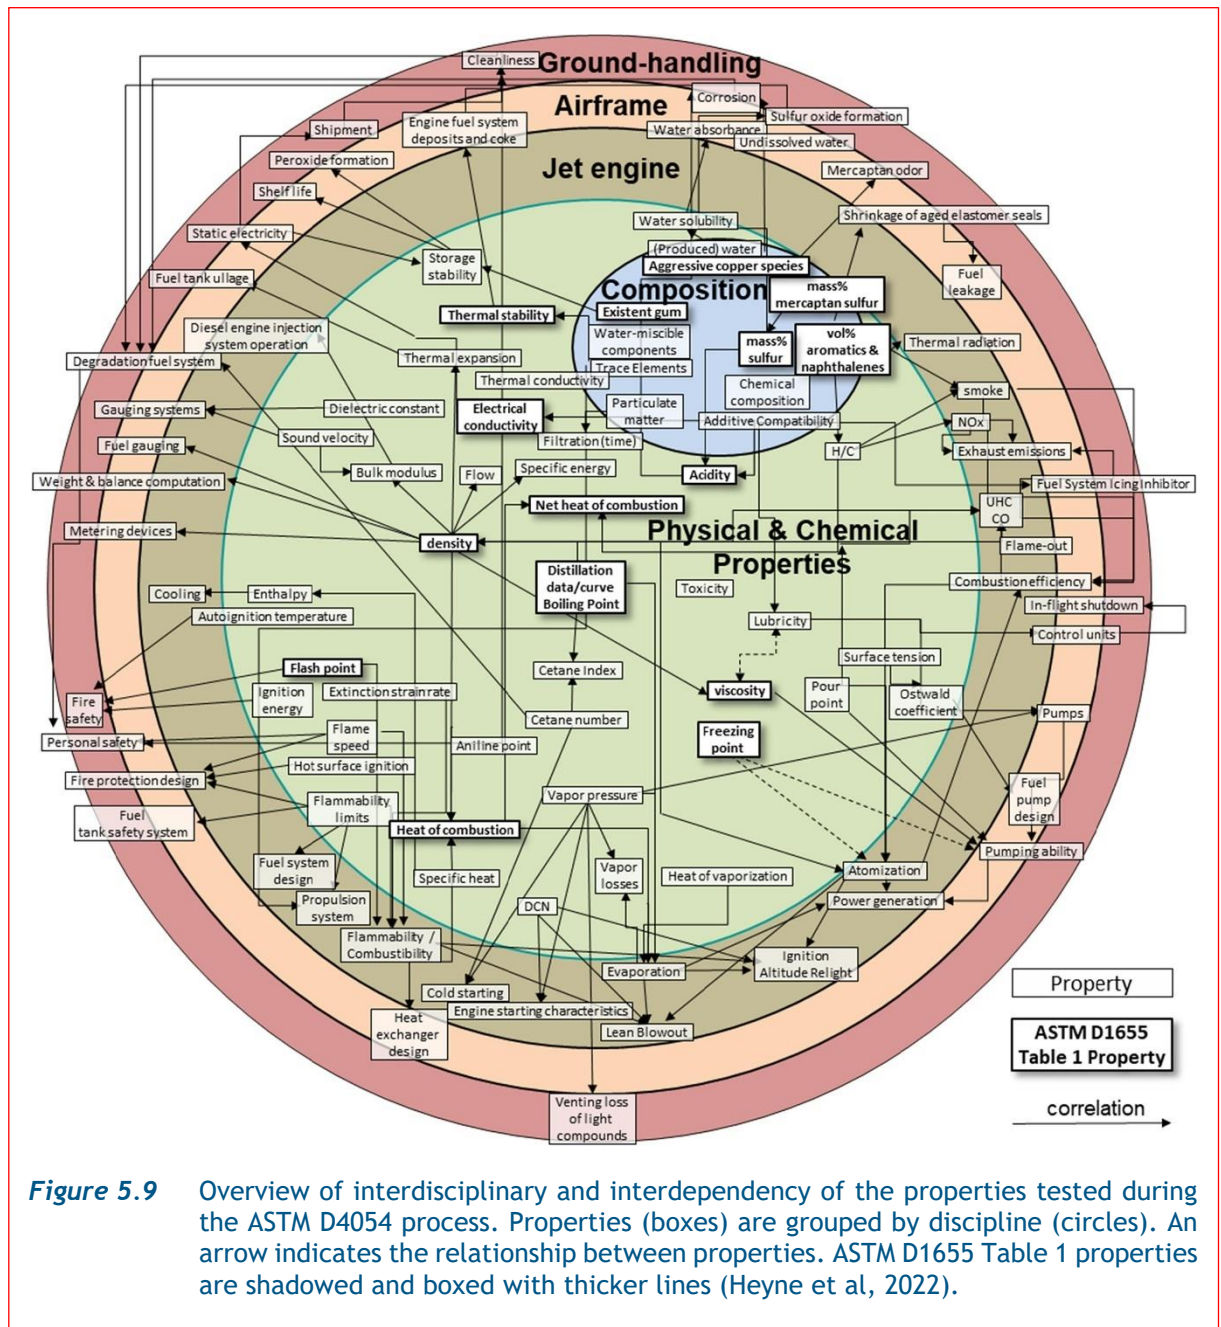 Cleanliness
Ground-handling
Corrosion
Airframe
Sulfur oxide formation
Engine fuel system
deposits and coke
Shipment
Water absorbance
Undissolved water
Peroxide formation
Jet engine
Mercaptan odor
Shelf life
Shrinkage of aged elastomer seals
Static electricity
Water solubility
Storage
stability
(Produced) water
Aggressive copper species
Fuel tank ullage
Fuel
leakage
Composition
mass%
mercaptan sulfur
Thermal stability
Existent gum
Diesel engine injection
system operation
Water-miscible
components
mass%
sulfur
vol%
aromatics &
naphthalenes
Thermal radiation
Degradation fuel system
Thermal expansion
Trace Elements
Thermal conductivity
Chemical
composition
smoke
Gauging systems
Dielectric constant
Electrical
conductivity
Particulate
matter
Additive Compatibility
NOx
Fuel gauging
Sound velocity
Filtration (time)
H/C
Exhaust emissions
Weight & balance computation
Bulk modulus
Flow
Specific energy
Acidity
Fuel System Icing Inhibitor
Net heat of combustion
UHC
CO
Metering devices
density
Physical & Chemical
Properties
Flame-out
Distillation
data/curve
Boiling Point
Toxicity
Combustion efficiency
Cooling
Enthalpy
In-flight shutdown
Autoignition temperature
Lubricity
Control units
Flash point
Cetane Index
Surface tension
Fire
safety
Ignition
energy
Extinction strain rate
viscosity
Pour
point
Ostwald
coefficient
Pumps
Cetane number
Personal safety
Flame
speed
Aniline point
Freezing
point
Fire protection design
Hot surface ignition
Fuel
pump
design
Fuel
tank safety system
Flammability
limits
Vapor pressure
Heat of combustion
Pumping ability
Fuel system
design
Specific heat
Vapor
losses
Heat of vaporization
Atomization
Propulsion
system
DCN
Power generation
Flammability /
Combustibility
Evaporation
Ignition
Altitude Relight
Cold starting
Engine starting characteristics
Heat
exchanger
design
Lean Blowout
Property
ASTM D1655
Table 1 Property
Venting loss
of light
compounds
correlation
Figure 5.9 Overview of interdisciplinary and interdependency of the properties tested during
the ASTM D4054 process. Properties (boxes) are grouped by discipline (circles). An
arrow indicates the relationship between properties. ASTM D1655 Table 1 properties
are shadowed and boxed with thicker lines (Heyne et al, 2022).